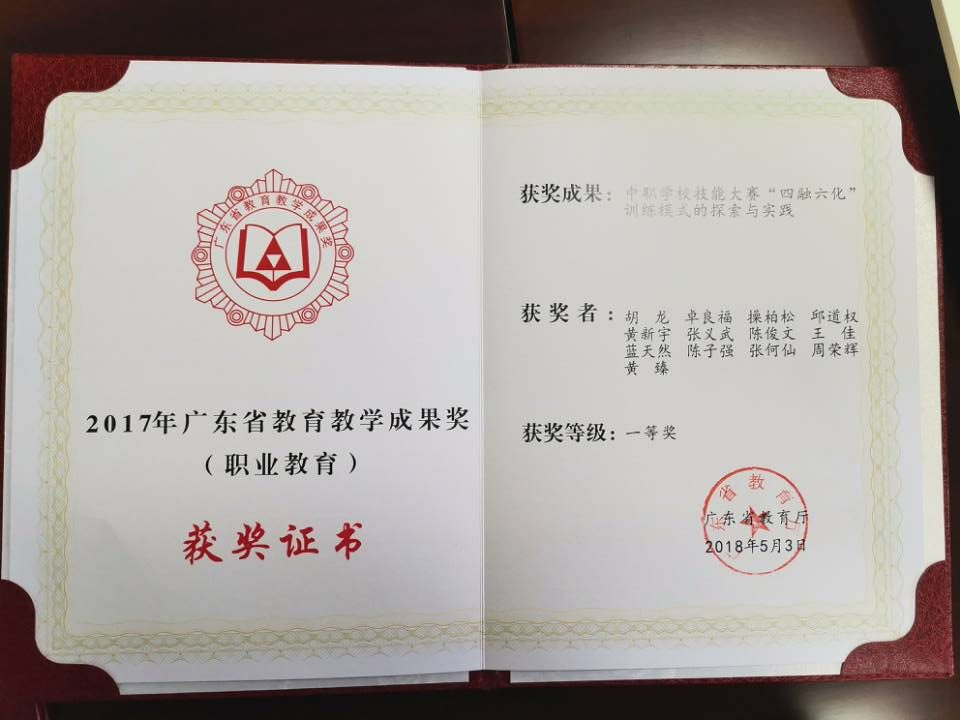 广东省教育教学成果奖
2017年广东省教育教学成果奖
（职业教育）
获奖证书
获奖成果：中职学校技能大赛“四融六化”
训练模式的探索与实践
获奖者：胡龙 卓良福 操柏松 邱道权
黄新宇 张义武 陈俊文 王佳
蓝天然 陈子强 张何仙 周荣辉
黄臻
获奖等级：一等奖
广东省教育厅
广东省教育厅
2018年5月3日